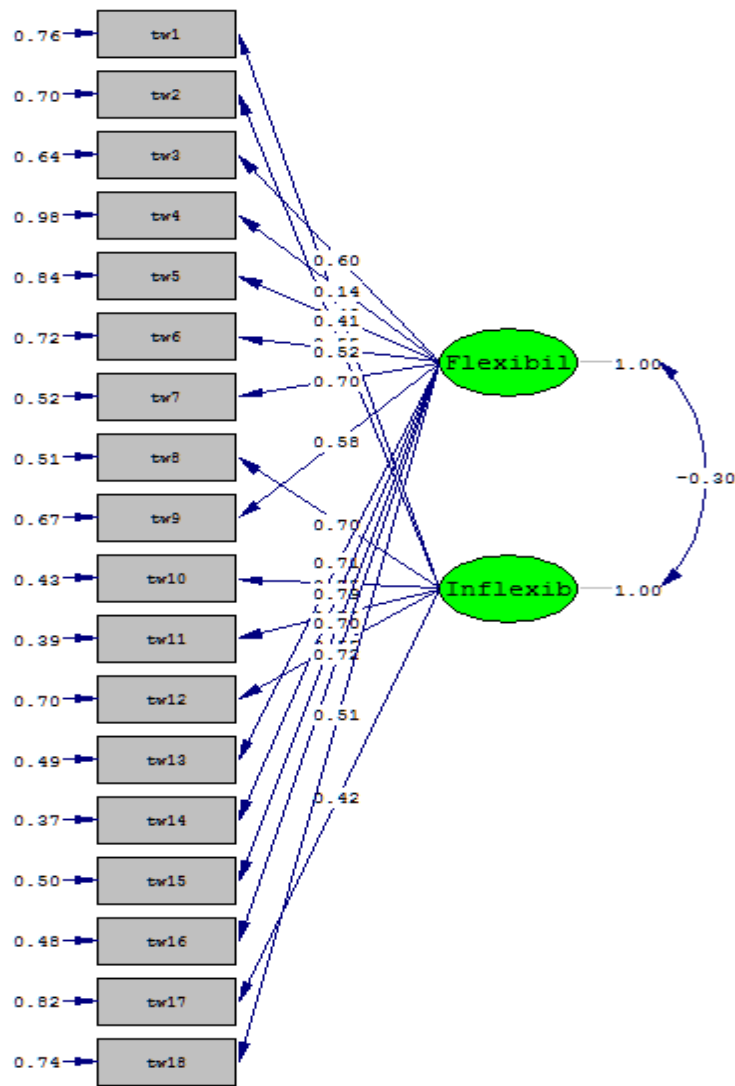 0.76 tw1
0.70 tw2
0.64 tw3
0.98 tw4
0.60
0.84 tw5
0.14
0.41
0.72 tw6
0.52
Flexibil 1.00
0.52 tw7
0.70
0.58
0.51 tw8
-0.30
0.67 tw9
0.70
0.43 tw10
0.71
Inflexib 1.00
0.79
0.39 tw11
0.70
0.72
0.70 tw12
0.51
0.49 tw13
0.42
0.37 tw14
0.50 tw15
0.48 tw16
0.82 tw17
0.74 tw18